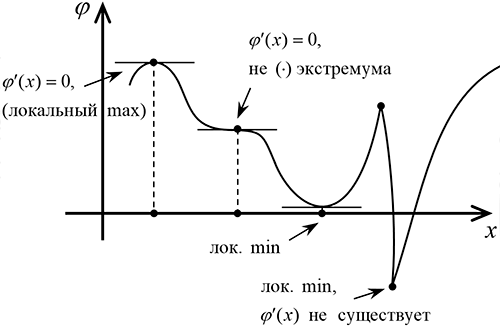 φ
φ′(x) = 0,
не (·) экстремума
φ′(x) = 0,
(локальный max)
x
лок. min
лок. min,
φ′(x) не существует